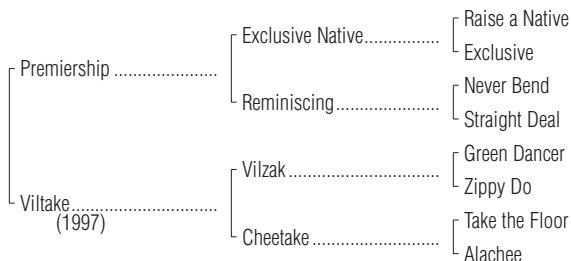 Raise a Native
Exclusive Native..................
Exclusive
Premiership .........................
Never Bend
Reminiscing.........................
Straight Deal
Green Dancer
Vilzak ....................................
Zippy Do
Viltake...................................
(1997)
Take the Floor
Cheetake ..............................
Alachee